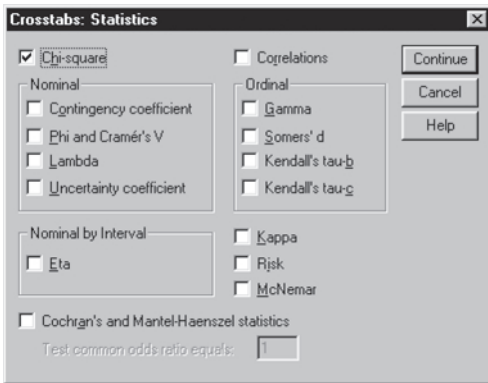 Crosstabs: Statistics
Chi-square
Correlations
Continue
Nominal
Ordinal
Cancel
Contingency coefficient
Gamma
Help
Phi and Cramér's V
Somers' d
Lambda
Kendall's tau-b
Uncertainty coefficient
Kendall's tau-c
Nominal by Interval
Kappa
Eta
Risk
McNemar
Cochran's and Mantel-Haenszel statistics
Test common odds ratio equals: 1